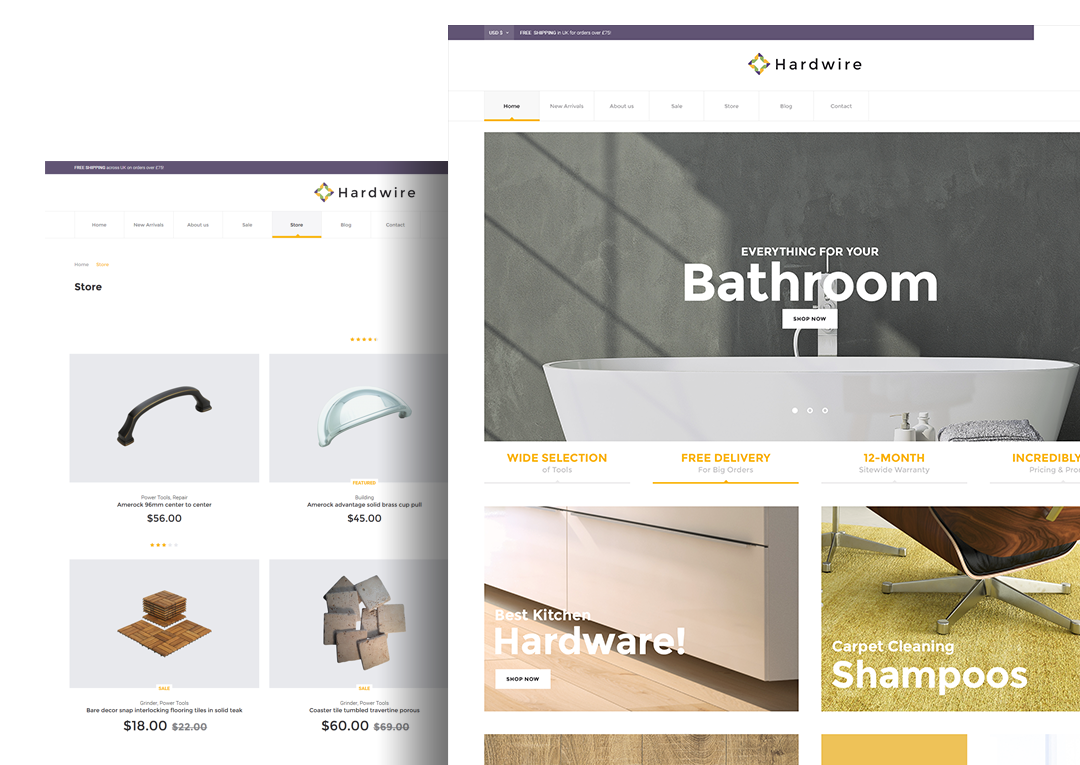 FREE SHIPPING across UK on orders over £75!
Hardwire
Home
New Arrivals
About us
Sale
Store
Blog
Contact
Home
Store
Store
Power Tools, Repair
Amerock 96mm center to center
$56.00
FEATURED
Building
Amerock advantage solid brass cup pull
$45.00
SALE
Grinder, Power Tools
Bare decor snap interlocking flooring tiles in solid teak
$18.00 $22.00
SALE
Grinder, Power Tools
Coaster tile tumbled travertine porous
$60.00 $69.00
USD $
FREE SHIPPING in UK for orders over £75!
Hardwire
Home
New Arrivals
About us
Sale
Store
Blog
Contact
EVERYTHING FOR YOUR
Bathroom
SHOP NOW
WIDE SELECTION
of Tools
FREE DELIVERY
For Big Orders
12-MONTH
Sitewide Warranty
INCREDIBLY
Pricing & Pro
Best Kitchen
Hardware!
SHOP NOW
Carpet Cleaning
Shampoos